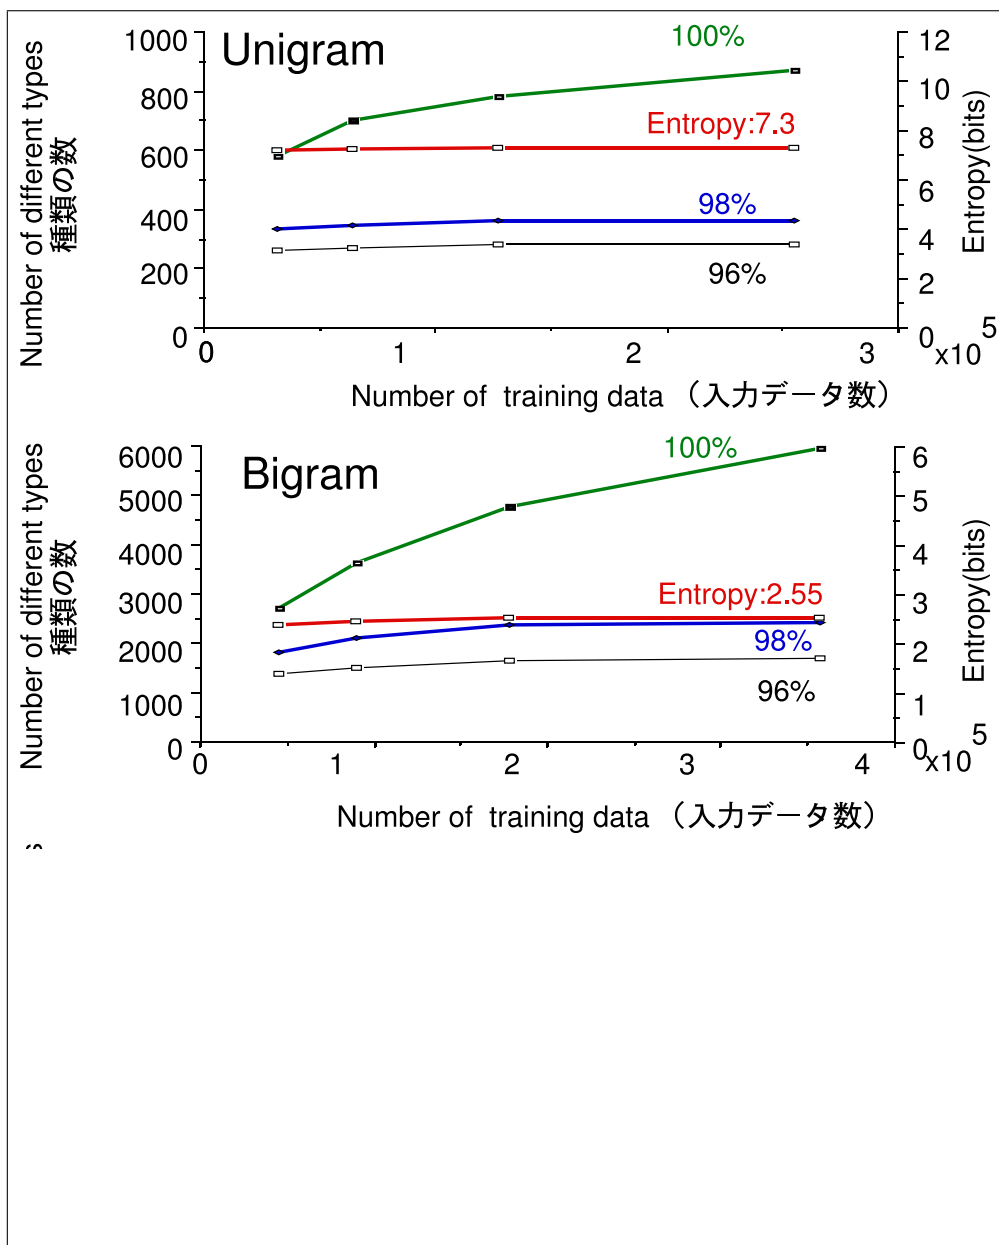 Unigram
Number of different types
種類の数
1000
800
600
400
200
0
100%
Entropy:7.3
98%
96%
12
10
8
6
4
2
0
Entropy(bits)
0 1 2 3 x10 5
Number of training data （入力データ数）
Bigram
Number of different types
種類の数
6000
5000
4000
3000
2000
1000
0
100%
Entropy:2.55
98%
96%
6
5
4
3
2
1
0
Entropy(bits)
0 1 2 3 4 x10 5
Number of training data （入力データ数）